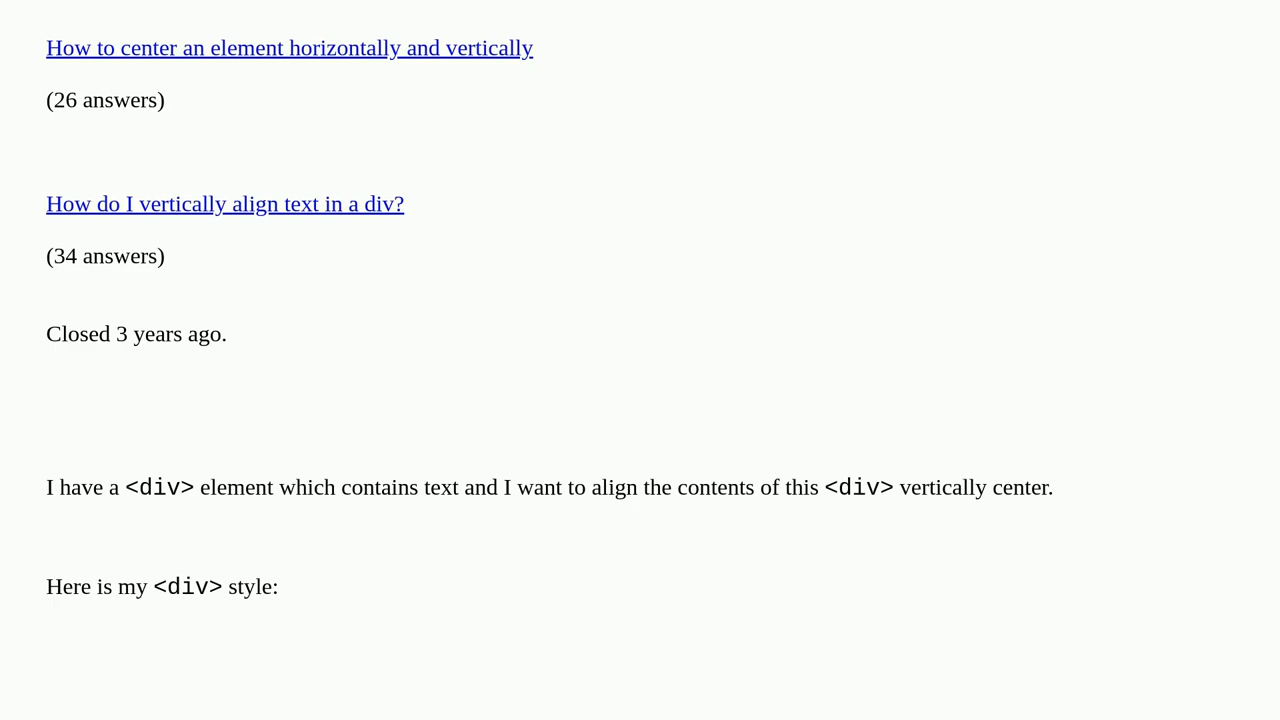 How to center an element horizontally and vertically
(26 answers)
How do I vertically align text in a div?
(34 answers)
Closed 3 years ago.
I have a <div> element which contains text and I want to align the contents of this <div> vertically center.
Here is my <div> style: